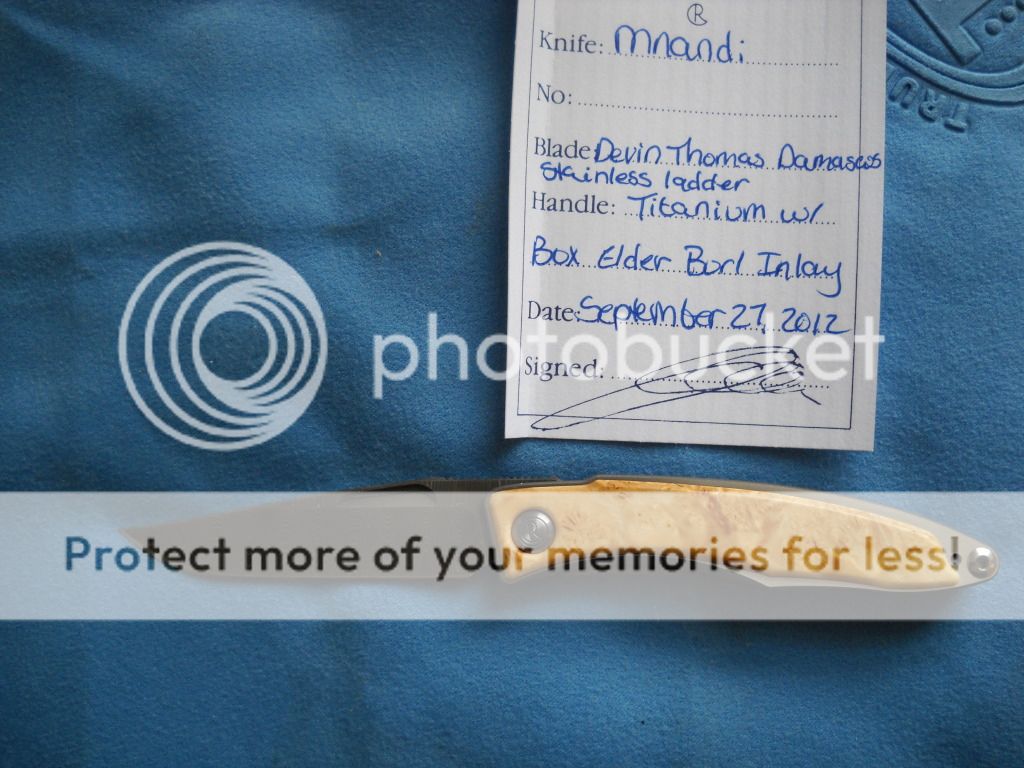 ®
Knife: Mnandi
No:
Blade: Devin Thomas Damascus
Stainless ladder
Handle: Titanium w/
Box Elder Burl Inlay
Date: September 27, 2012
Signed:
TRU
photobucket
Protect more of your memories for less!